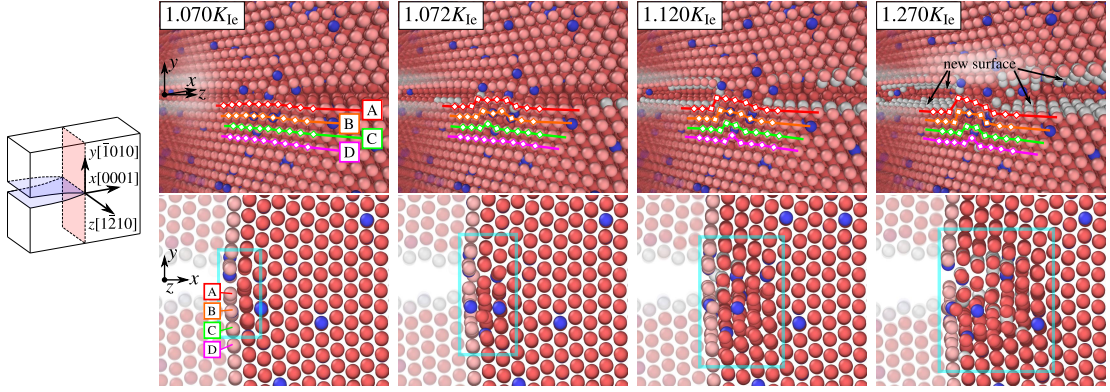 1.070K_Ie
1.072K_Ie
1.120K_Ie
1.270K_Ie
y
x
z
A
B
C
D
new surface
y[1̄010]
x[0001]
z[12̄10]
y
x
z
A
B
C
D